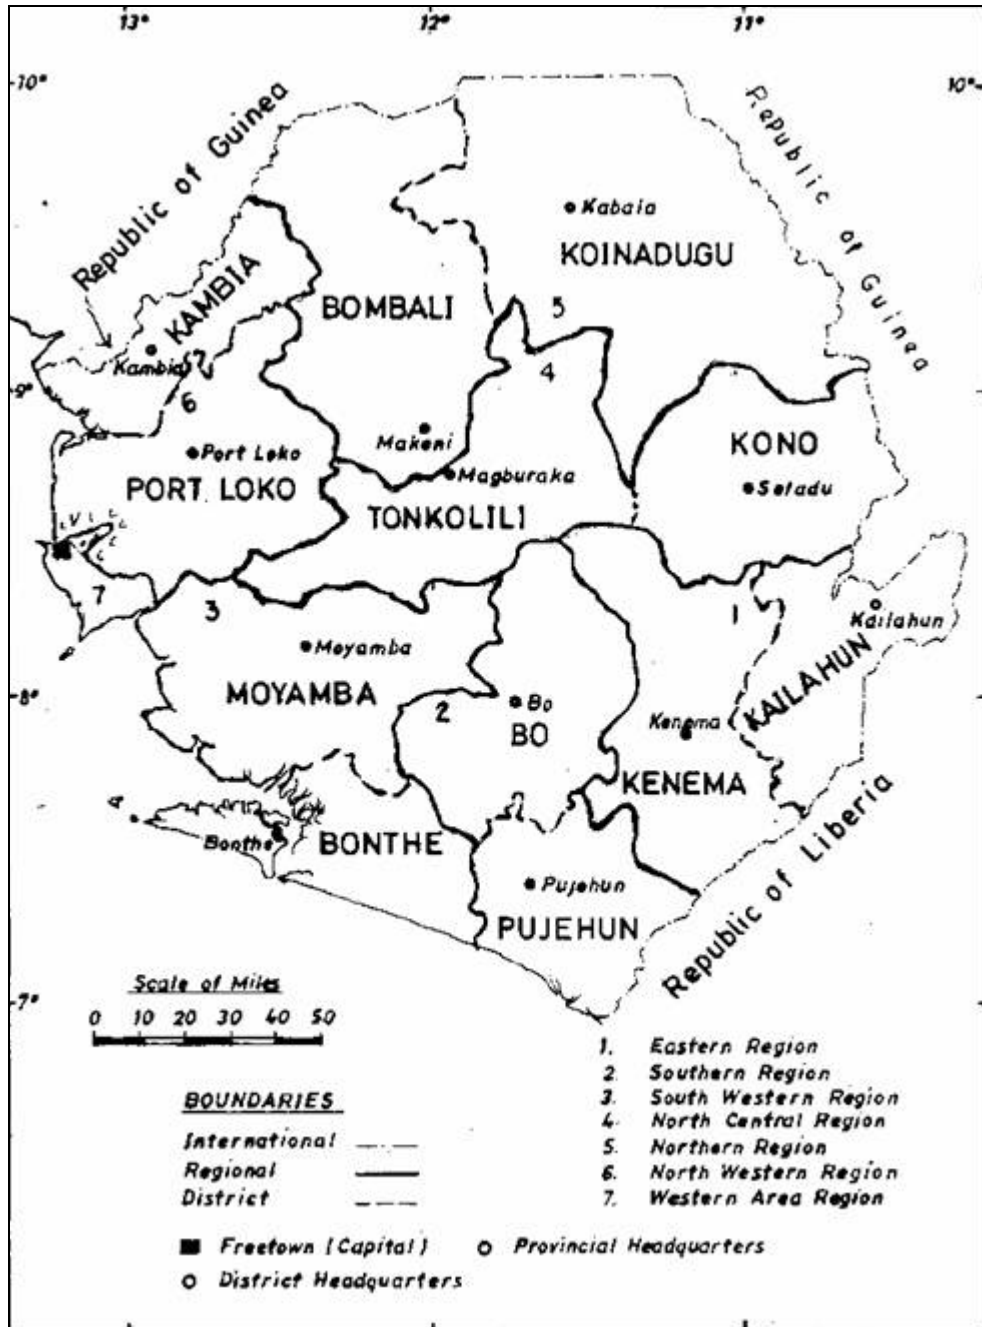 13° 12° 11°
10° 10°
Republic of Guinea
Republic of Guinea
Kabala
KOINADUGU
KAMBIA
BOMBALI
5
Kambia
4
9° 9°
6
Makeni
KONO
Port Loko
Magburaka
Sefadu
PORT LOKO
TONKOLILI
7
3
1
Kailahun
Moyamba
KAILAHUN
8° 8°
MOYAMBA
2
Bo
BO
Kenema
KENEMA
Bonthe
BONTHE
Pujehun
PUJEHUN
Republic of Liberia
Scale of Miles
0 10 20 30 40 50
7°
1. Eastern Region
2. Southern Region
3. South Western Region
4. North Central Region
5. Northern Region
6. North Western Region
7. Western Area Region
BOUNDARIES
International
Regional
District
Freetown (Capital)
Provincial Headquarters
District Headquarters